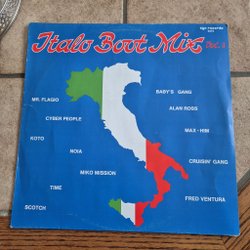 Italo Boot Mix
VOL. 5
BABY'S GANG
MR. FLAGIO
ALAN ROSS
CYBER PEOPLE
MAX - HIM
KOTO
NOIA
CRUISIN' GANG
MIKO MISSION
TIME
FRED VENTURA
SCOTCH